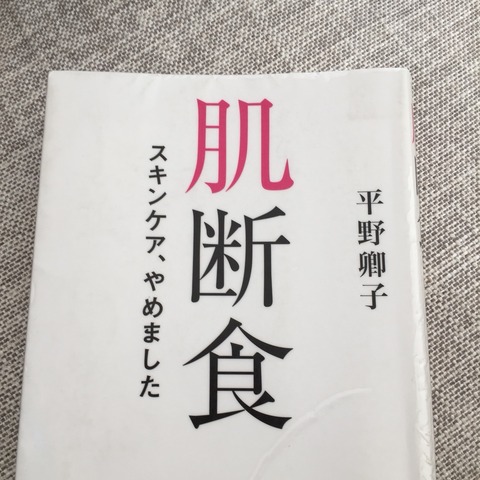 平野卿子
肌断食
スキンケア、やめました